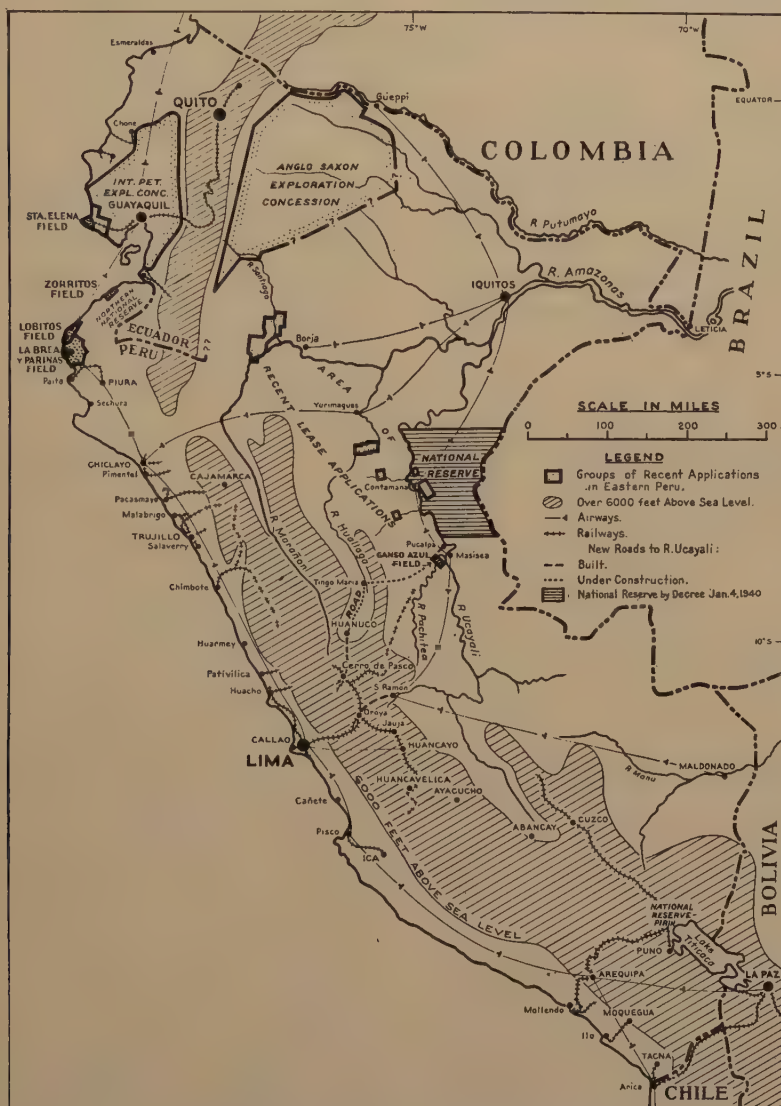 75°W
70°W
Esmeraldas
EQUATOR
QUITO
Güeppi
Chone
COLOMBIA
ANGLO SAXON
EXPLORATION
CONCESSION
INT. PET.
EXPL. CONC.
GUAYAQUIL
STA. ELENA
FIELD
R. Putumayo
BRAZIL
R. Santiago
ZORRITOS
FIELD
NORTHERN
NATIONAL
RESERVE
IQUITOS
R. Amazonas
LETICIA
LOBITOS
FIELD
LA BREA
Y PARIÑAS
FIELD
ECUADOR
PERU
??
Borja
5°S
Paita
PIURA
Sechura
Yurimaguas
AREA OF
RECENT LEASE APPLICATIONS
SCALE IN MILES
0 100 200 300
CHICLAYO
Pimentel
CAJAMARCA
NATIONAL
RESERVE
Contamana
LEGEND
Groups of Recent Applications
in Eastern Peru.
Over 6000 feet Above Sea Level.
Airways.
Railways.
New Roads to R. Ucayali:
Built.
Under Construction.
National Reserve by Decree Jan. 4, 1940
Pacasmayo
Malabrigo
TRUJILLO
Salaverry
R. Marañon
R. Huallaga
Pucalpa
GANSO AZUL
FIELD
Masisea
Chimbote
Tingo Maria
ROAD
HUANUCO
R. Pachitea
R. Ucayali
10°S
Huarmey
Cerro de Pasco
Pativilica
Huacho
S. Ramón
Oroya
Jauja
CALLAO
LIMA
HUANCAYO
MALDONADO
R. Manu
HUANCAVELICA
AYACUCHO
Cañete
CUZCO
ABANCAY
Pisco
ICA
6000 FEET ABOVE SEA LEVEL
BOLIVIA
NATIONAL
RESERVE-
PIRIN
Lake
Titicaca
PUNO
LA PAZ
AREQUIPA
Mollendo
MOQUEGUA
Ilo
TACNA
Arica
CHILE